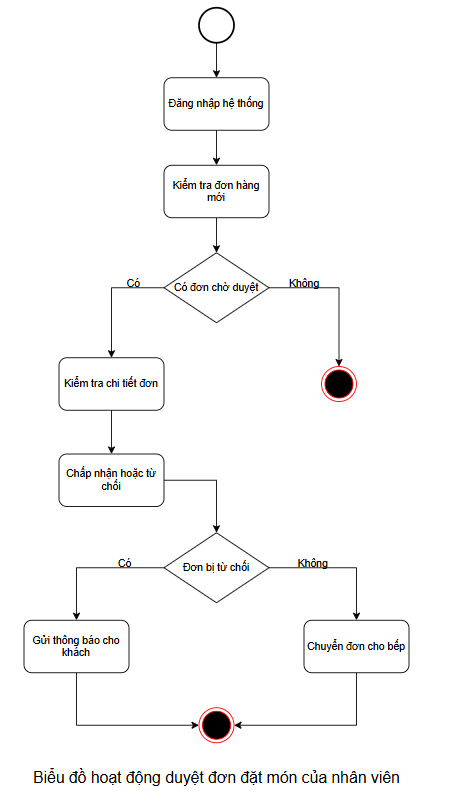 Đăng nhập hệ thống
Kiểm tra đơn hàng
mới
Có đơn chờ duyệt
Có
Không
Kiểm tra chi tiết đơn
Chấp nhận hoặc từ
chối
Đơn bị từ chối
Có
Không
Gửi thông báo cho
khách
Chuyển đơn cho bếp
Biểu đồ hoạt động duyệt đơn đặt món của nhân viên